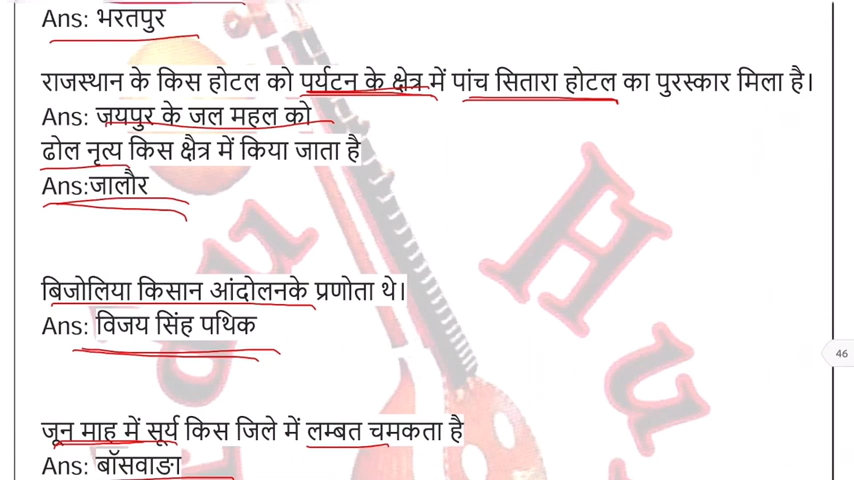 Ans: भरतपुर
राजस्थान के किस होटल को पर्यटन के क्षेत्र में पांच सितारा होटल का पुरस्कार मिला है।
Ans: जयपुर के जल महल को
ढोल नृत्य किस क्षैत्र में किया जाता है
Ans:जालौर
बिजोलिया किसान आंदोलनके प्रणोता थे।
Ans: विजय सिंह पथिक
46
जून माह में सूर्य किस जिले में लम्बत चमकता है
Ans: बॉसवाङा